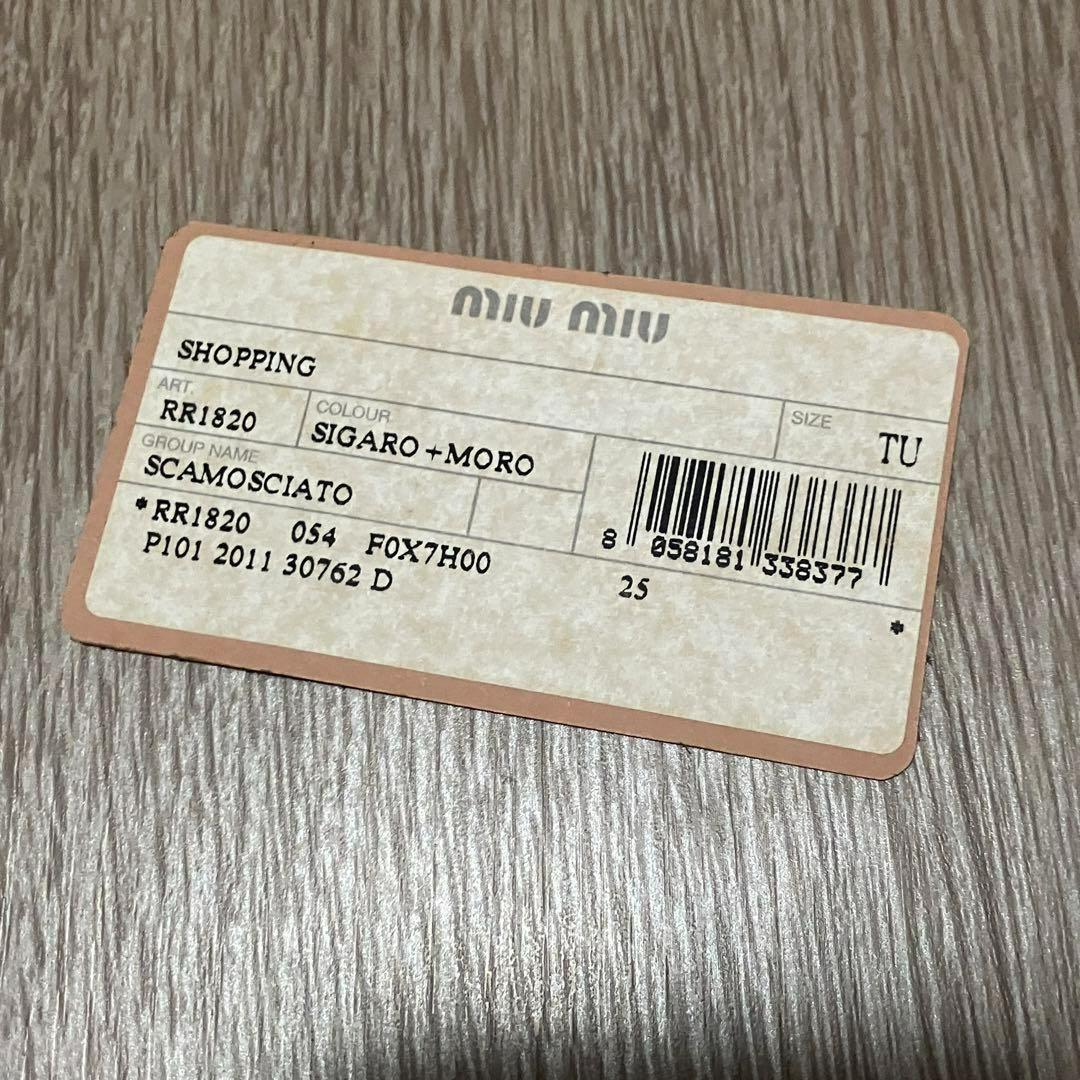 MIU MIU
SHOPPING
ART.
RR1820
COLOUR
SIGARO+MORO
SIZE
TU
GROUP NAME
SCAMOSCIATO
*RR1820 054 F0X7H00
P101 2011 30762 D
8 058181 338377
25
*